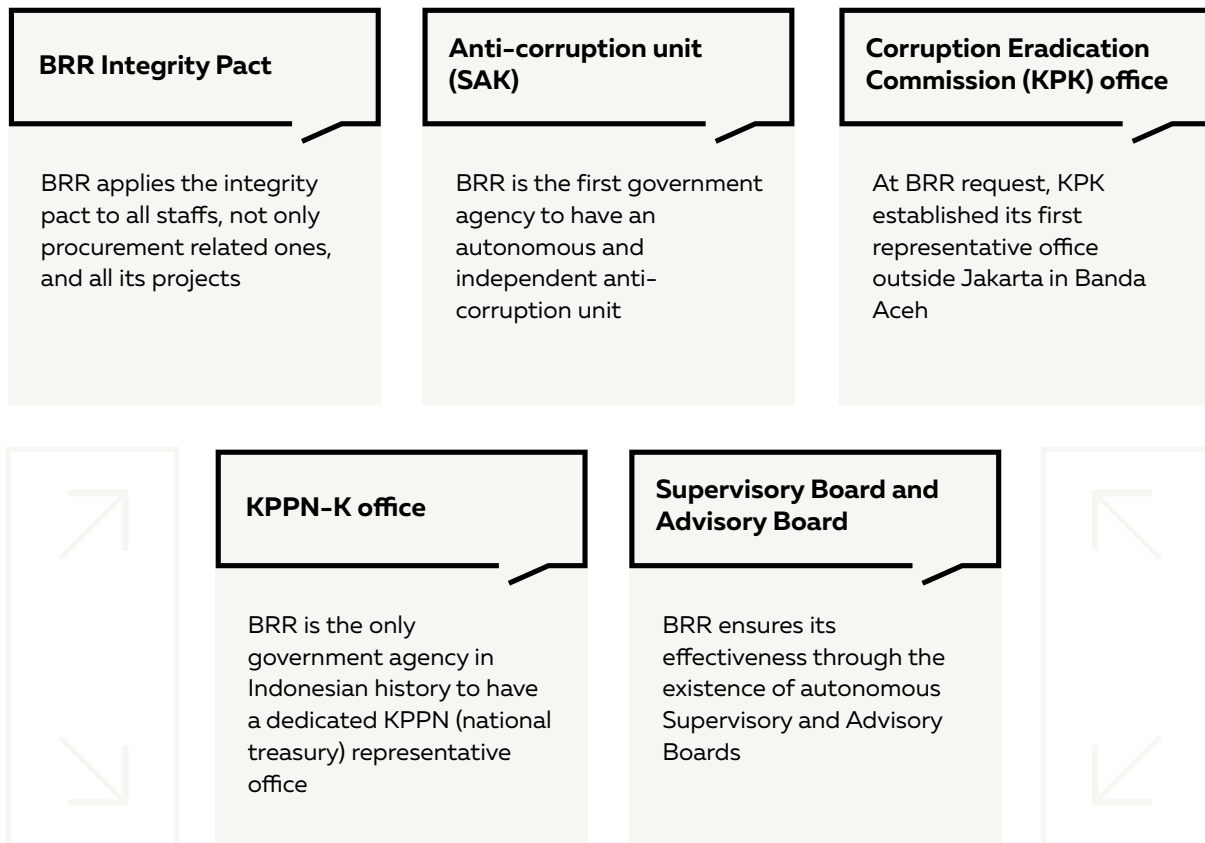 BRR Integrity Pact
BRR applies the integrity
pact to all staffs, not only
procurement related ones,
and all its projects
Anti-corruption unit
(SAK)
BRR is the first government
agency to have an
autonomous and
independent anti-
corruption unit
Corruption Eradication
Commission (KPK) office
At BRR request, KPK
established its first
representative office
outside Jakarta in Banda
Aceh
KPPN-K office
BRR is the only
government agency in
Indonesian history to have
a dedicated KPPN (national
treasury) representative
office
Supervisory Board and
Advisory Board
BRR ensures its
effectiveness through the
existence of autonomous
Supervisory and Advisory
Boards